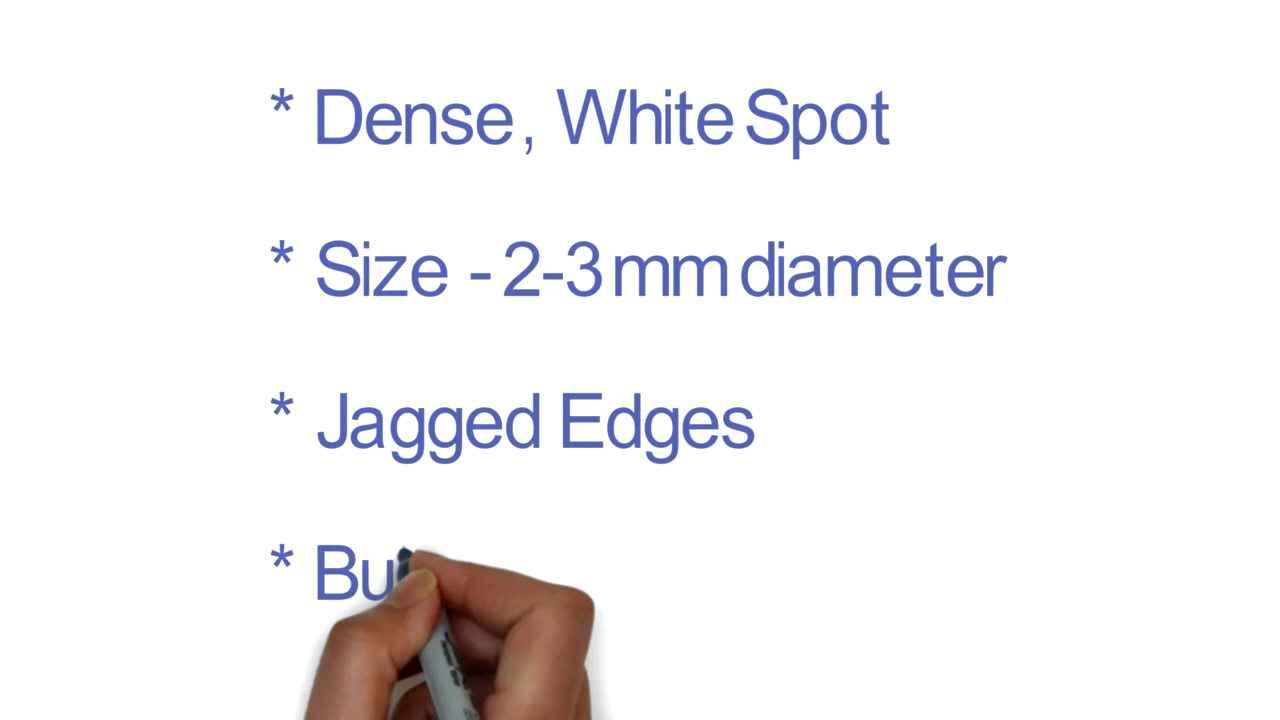 * Dense, White Spot
* Size - 2-3 mm diameter
* Jagged Edges
* Bu